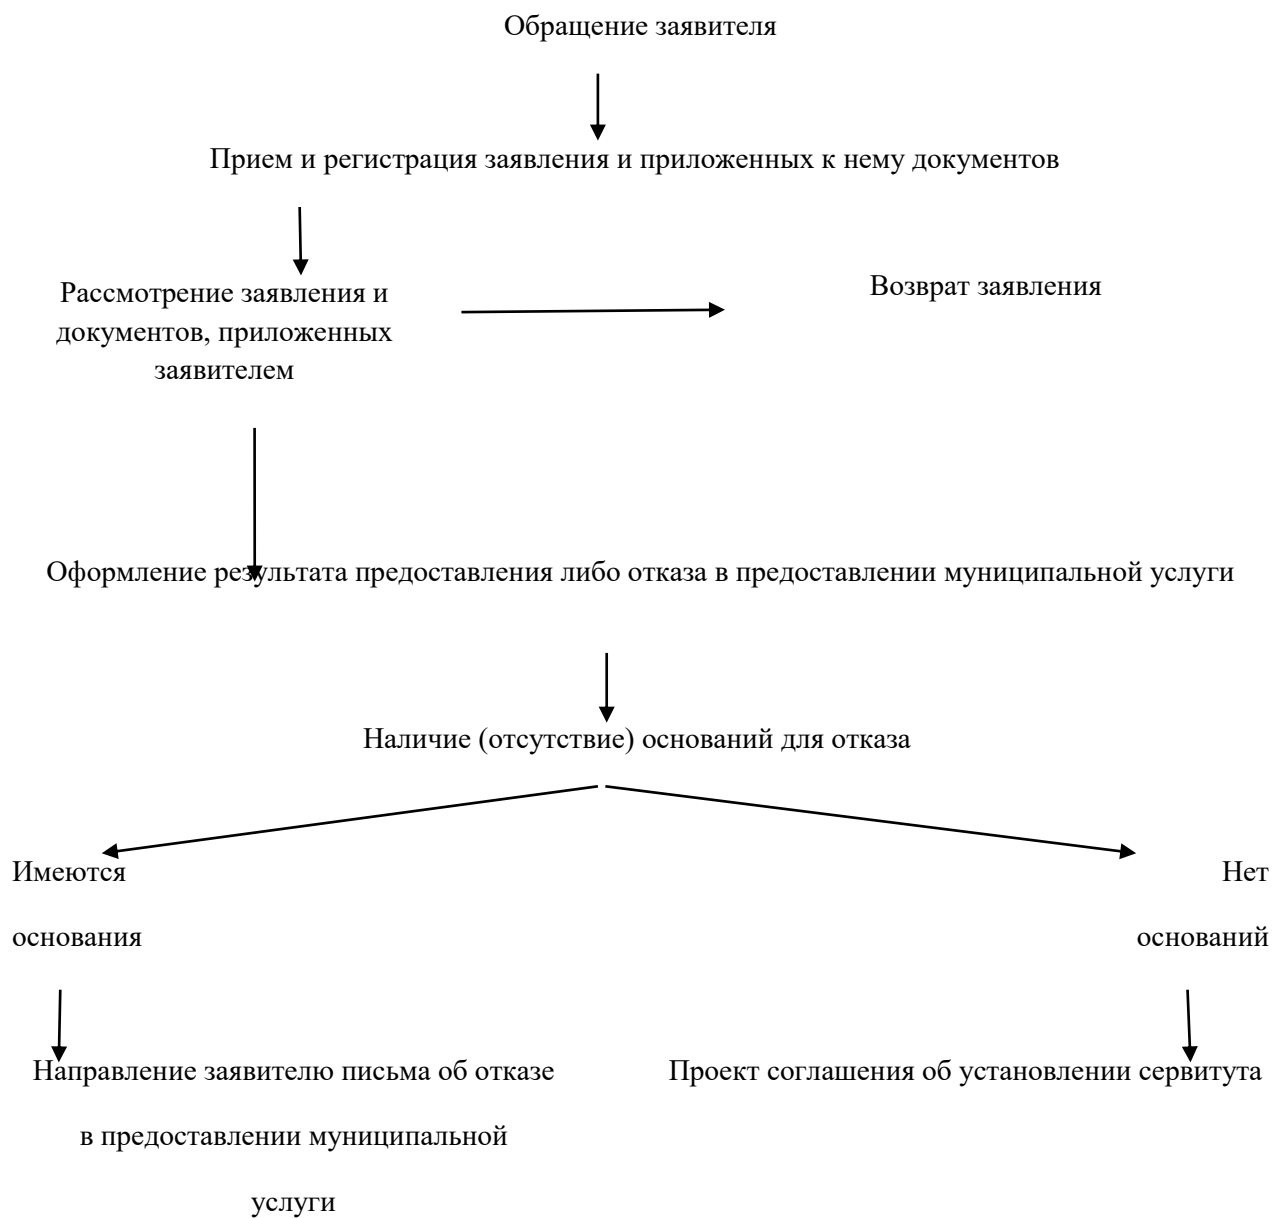 Обращение заявителя
Прием и регистрация заявления и приложенных к нему документов
Рассмотрение заявления и
документов, приложенных
заявителем
Возврат заявления
Оформление результата предоставления либо отказа в предоставлении муниципальной услуги
Наличие (отсутствие) оснований для отказа
Имеются
основания
Нет
оснований
Направление заявителю письма об отказе
в предоставлении муниципальной
услуги
Проект соглашения об установлении сервитута